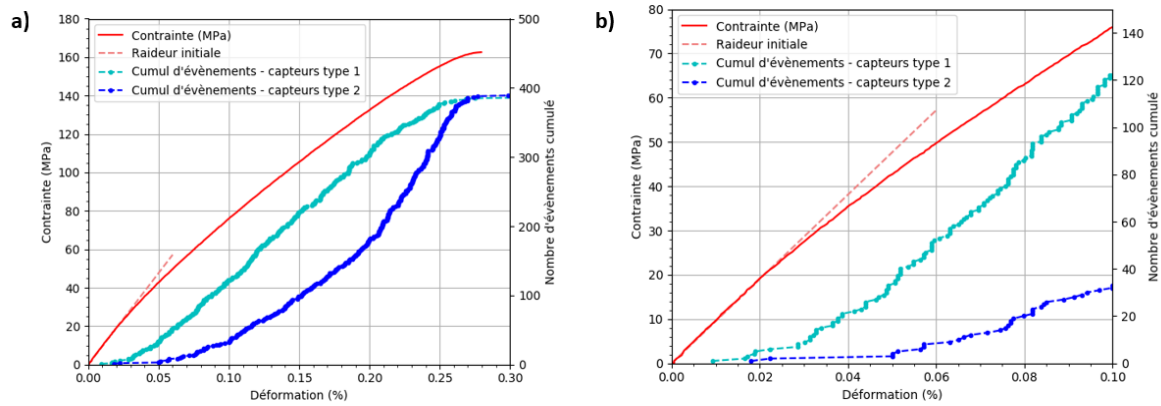 a)
180
160
140
120
100
80
60
40
20
0
Contrainte (MPa)
Contrainte (MPa)
Raideur initiale
Cumul d'évènements - capteurs type 1
Cumul d'évènements - capteurs type 2
500
400
300
200
100
0
Nombre d'évènements cumulé
0.00 0.05 0.10 0.15 0.20 0.25 0.30
Déformation (%)
b)
80
70
60
50
40
30
20
10
0
Contrainte (MPa)
Contrainte (MPa)
Raideur initiale
Cumul d'évènements - capteurs type 1
Cumul d'évènements - capteurs type 2
140
120
100
80
60
40
20
0
Nombre d'évènements cumulé
0.00 0.02 0.04 0.06 0.08 0.10
Déformation (%)